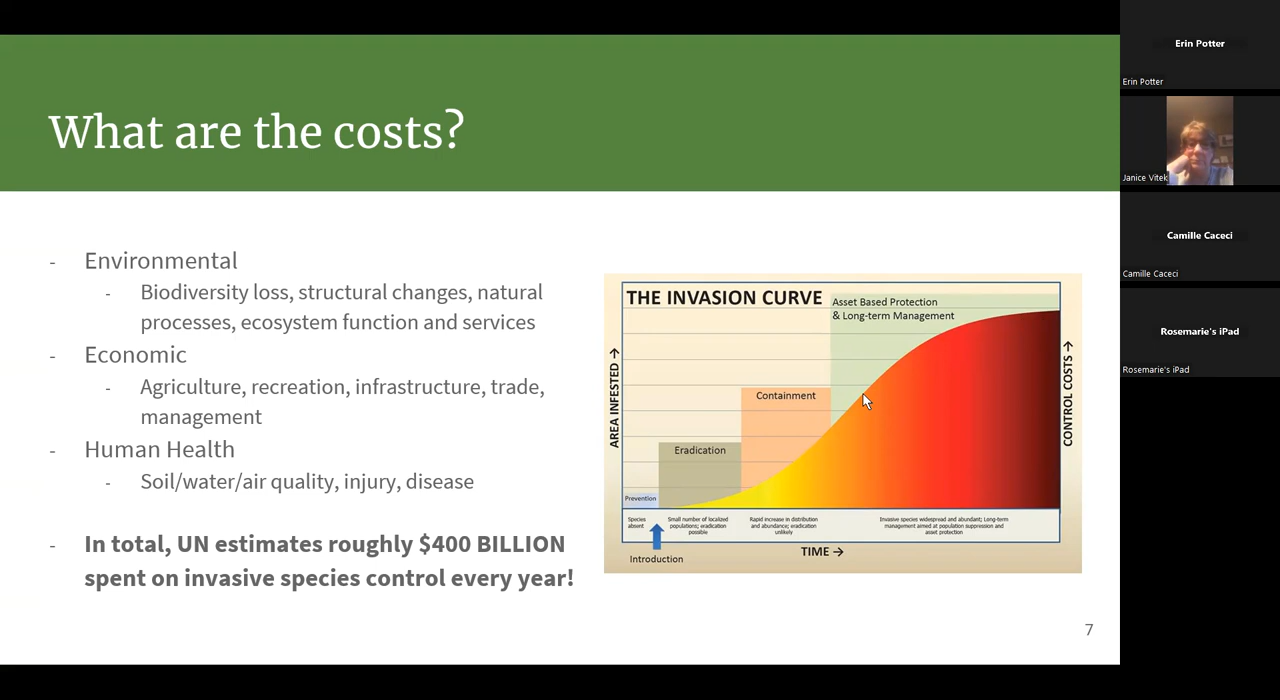 What are the costs?
- Environmental
- Biodiversity loss, structural changes, natural
processes, ecosystem function and services
- Economic
- Agriculture, recreation, infrastructure, trade,
management
- Human Health
- Soil/water/air quality, injury, disease
- In total, UN estimates roughly $400 BILLION
spent on invasive species control every year!
THE INVASION CURVE
Asset Based Protection
& Long-term Management
Containment
Eradication
Prevention
AREA INFESTED →
CONTROL COSTS →
Species
absent
Small number of localized
populations; eradication
possible
Rapid increase in distribution
and abundance; eradication
unlikely
Invasive species widespread and abundant; Long-term
management aimed at population suppression and
asset protection
Introduction
TIME →
7
Erin Potter
Erin Potter
Janice Vitek
Camille Caceci
Camille Caceci
Rosemarie's iPad
Rosemarie's iPad